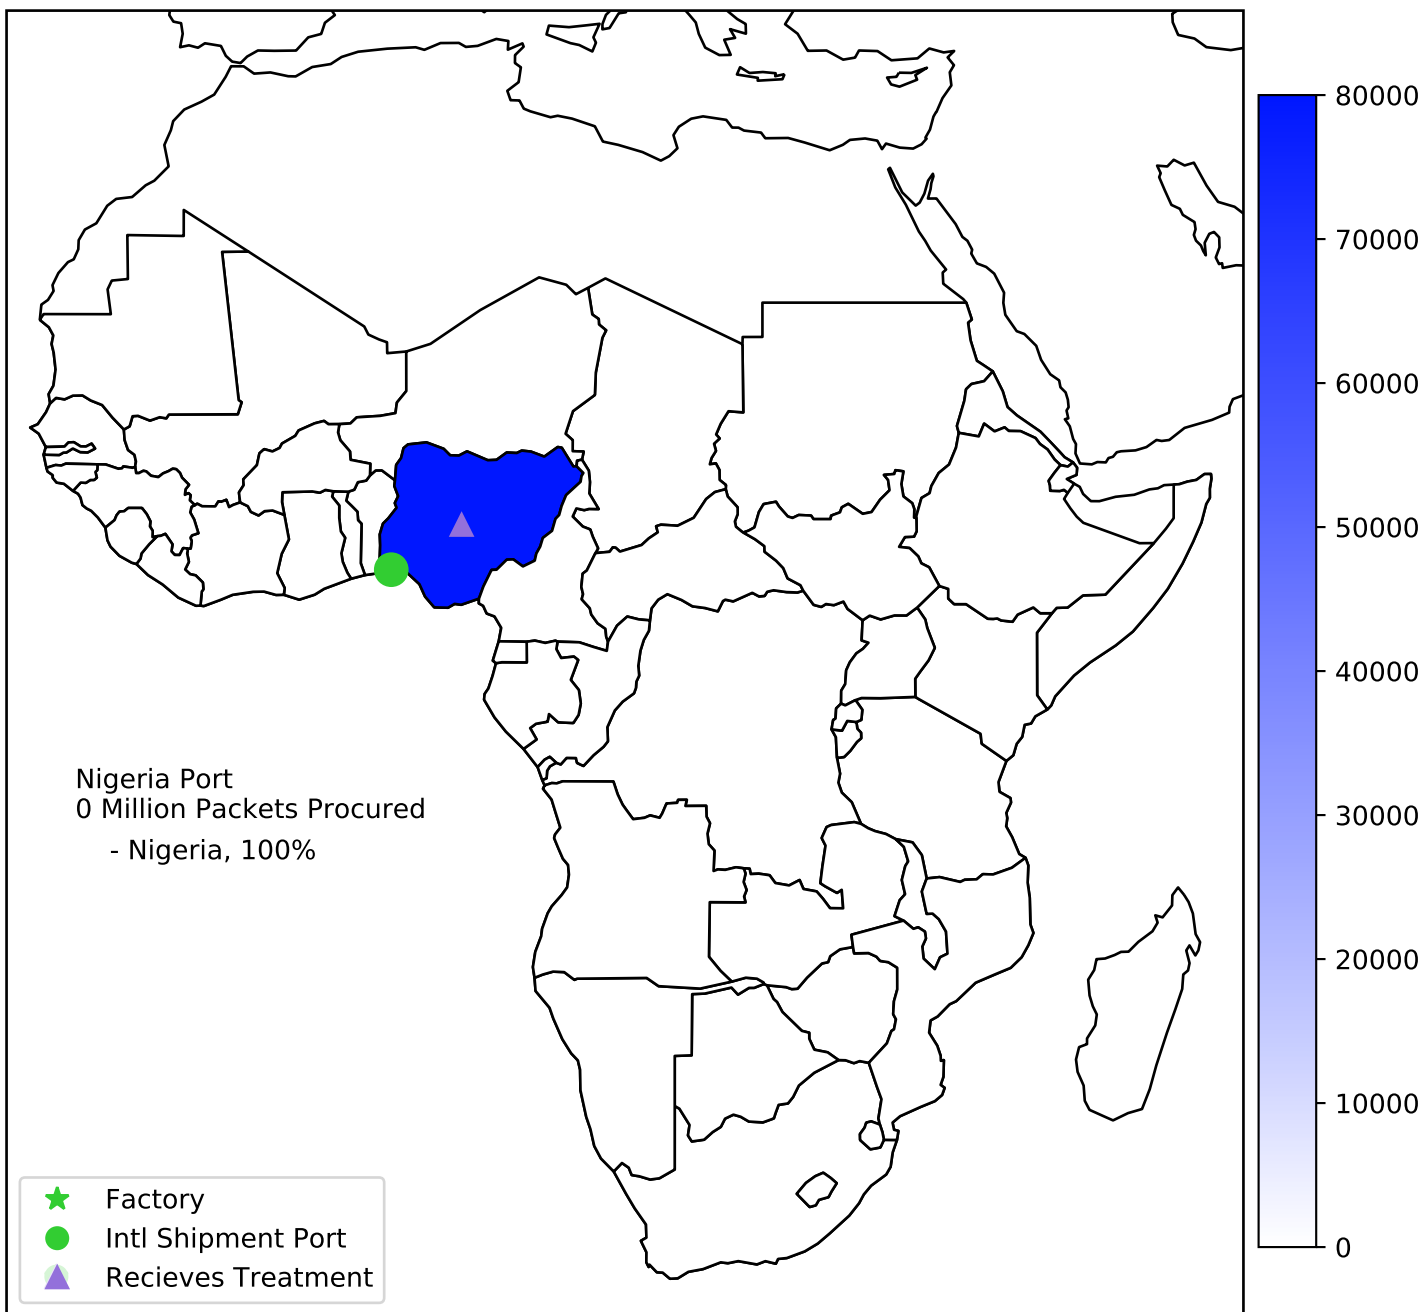 80000
70000
60000
50000
40000
30000
20000
10000
0
Nigeria Port
0 Million Packets Procured
- Nigeria, 100%
Factory
Intl Shipment Port
Recieves Treatment